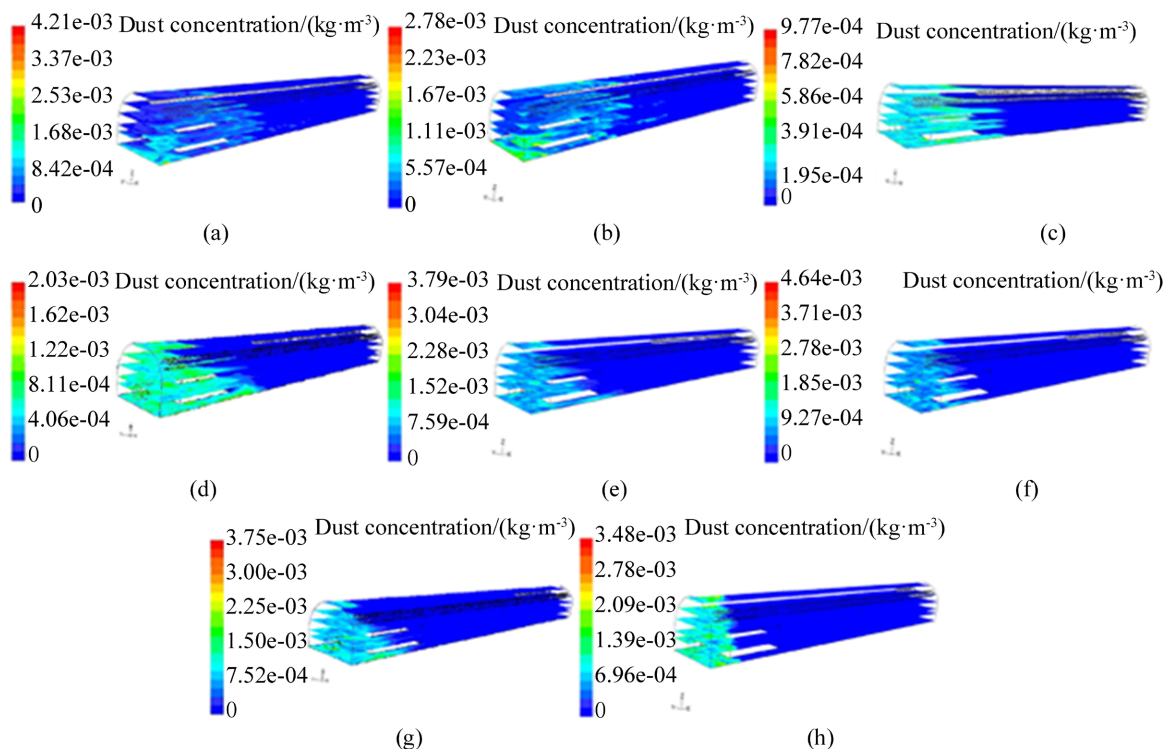 Dust concentration/(kg·m-3)
4.21e-03
3.37e-03
2.53e-03
1.68e-03
8.42e-04
0
(a)
Dust concentration/(kg·m-3)
2.78e-03
2.23e-03
1.67e-03
1.11e-03
5.57e-04
0
(b)
Dust concentration/(kg·m-3)
9.77e-04
7.82e-04
5.86e-04
3.91e-04
1.95e-04
0
(c)
Dust concentration/(kg·m-3)
2.03e-03
1.62e-03
1.22e-03
8.11e-04
4.06e-04
0
(d)
Dust concentration/(kg·m-3)
3.79e-03
3.04e-03
2.28e-03
1.52e-03
7.59e-04
0
(e)
Dust concentration/(kg·m-3)
4.64e-03
3.71e-03
2.78e-03
1.85e-03
9.27e-04
0
(f)
Dust concentration/(kg·m-3)
3.75e-03
3.00e-03
2.25e-03
1.50e-03
7.52e-04
0
(g)
Dust concentration/(kg·m-3)
3.48e-03
2.78e-03
2.09e-03
1.39e-03
6.96e-04
0
(h)